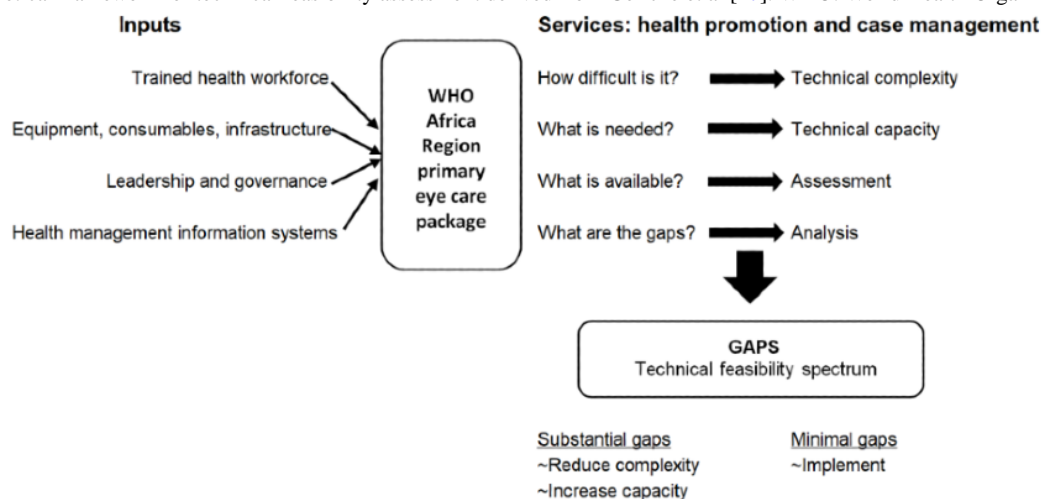 Inputs
Trained health workforce
Equipment, consumables, infrastructure
Leadership and governance
Health management information systems
WHO
Africa
Region
primary
eye care
package
Services: health promotion and case management
How difficult is it? Technical complexity
What is needed? Technical capacity
What is available? Assessment
What are the gaps? Analysis
GAPS
Technical feasibility spectrum
Substantial gaps
~Reduce complexity
~Increase capacity
Minimal gaps
~Implement